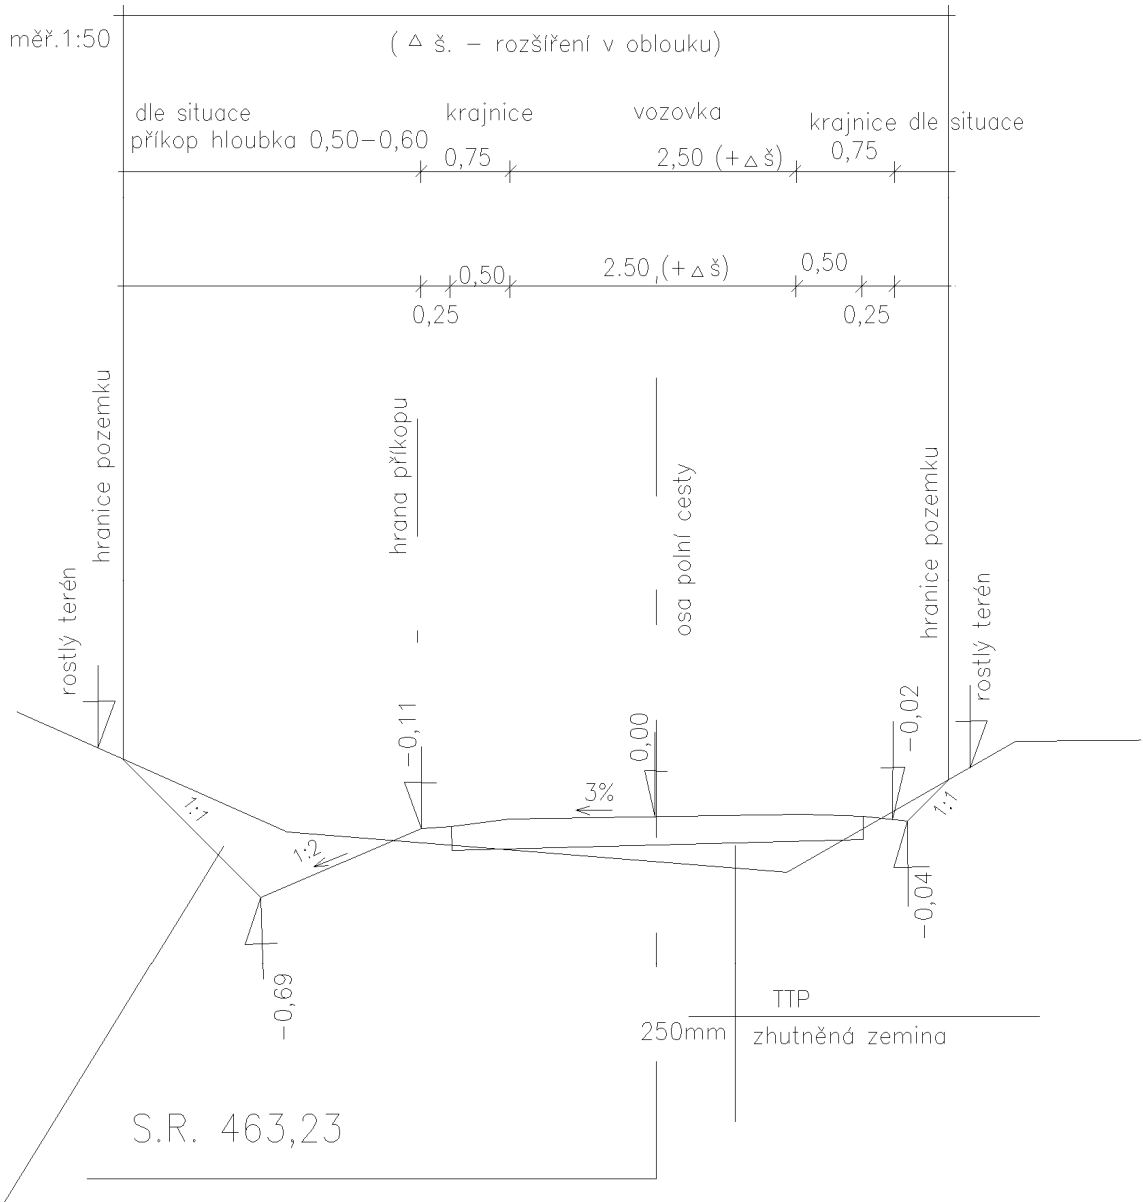 měř.1:50
( Δ š. – rozšíření v oblouku)
dle situace
příkop hloubka 0,50–0,60
krajnice
0,75
vozovka
2,50 (+Δš)
krajnice
0,75
dle situace
0,25
0,50
2.50 (+Δš)
0,50
0,25
hranice pozemku
hrana příkopu
osa polní cesty
hranice pozemku
rostlý terén
rostlý terén
–0,11
0,00
–0,02
3%
1:1
1:2
1:1
–0,04
–0,69
TTP
250mm
zhutněná zemina
S.R. 463,23